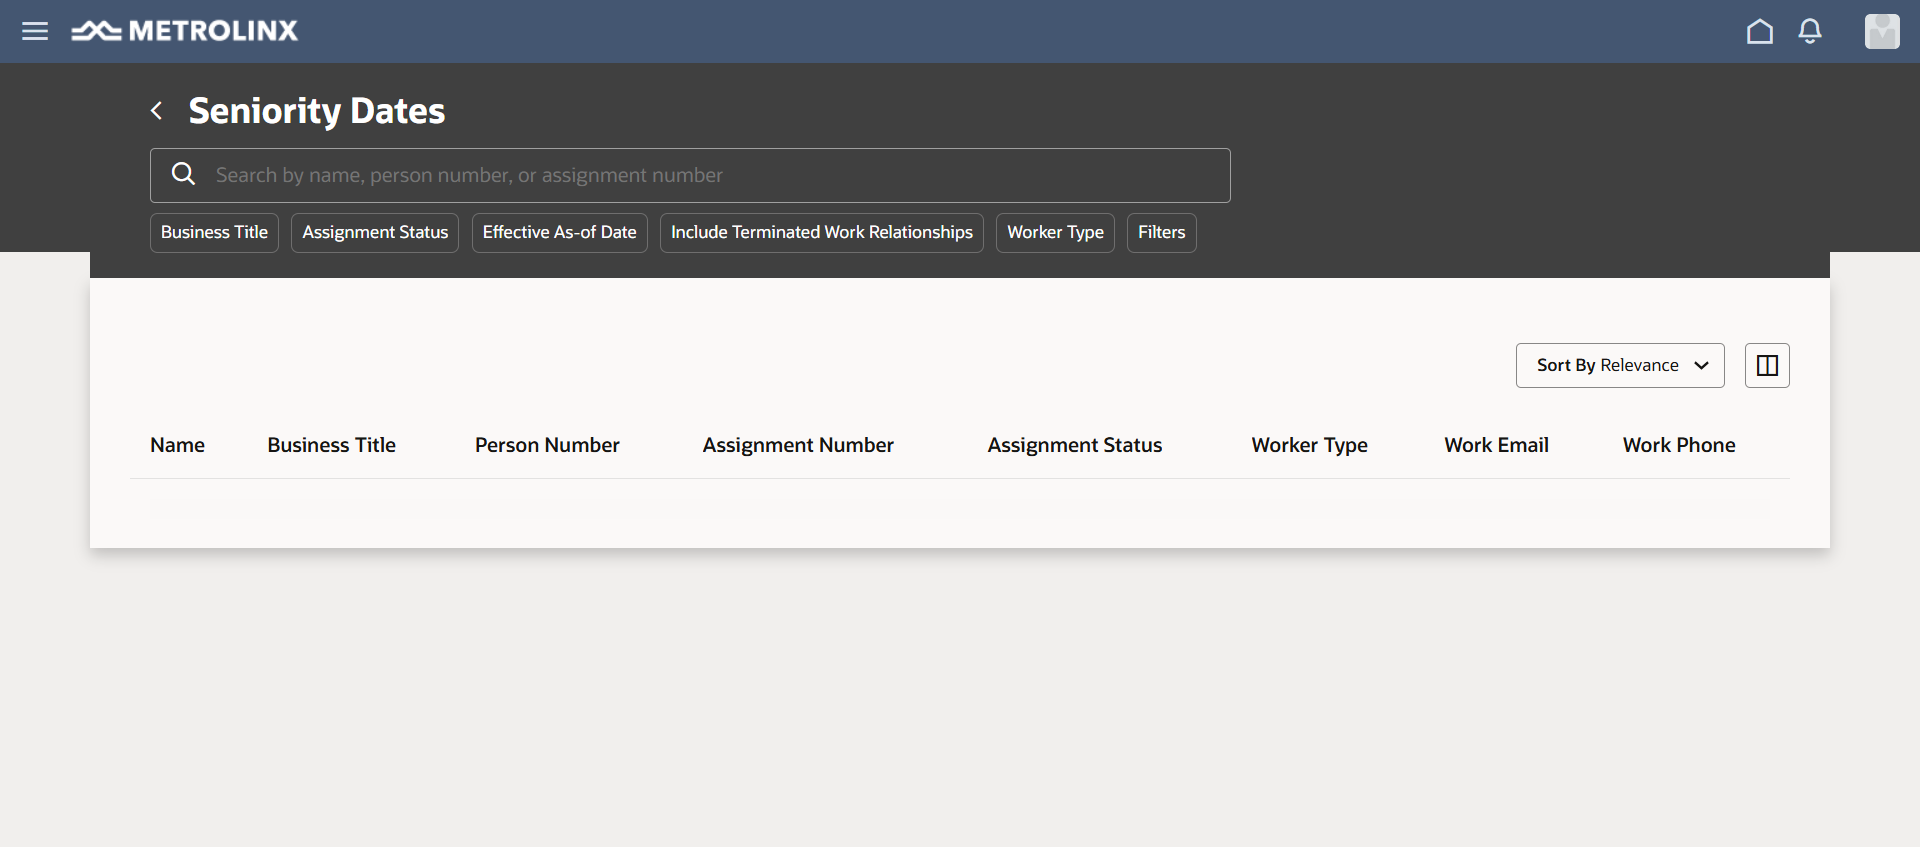 METROLINX
Seniority Dates
Search by name, person number, or assignment number
Business Title Assignment Status Effective As-of Date Include Terminated Work Relationships Worker Type Filters
Sort By Relevance
Name Business Title Person Number Assignment Number Assignment Status Worker Type Work Email Work Phone